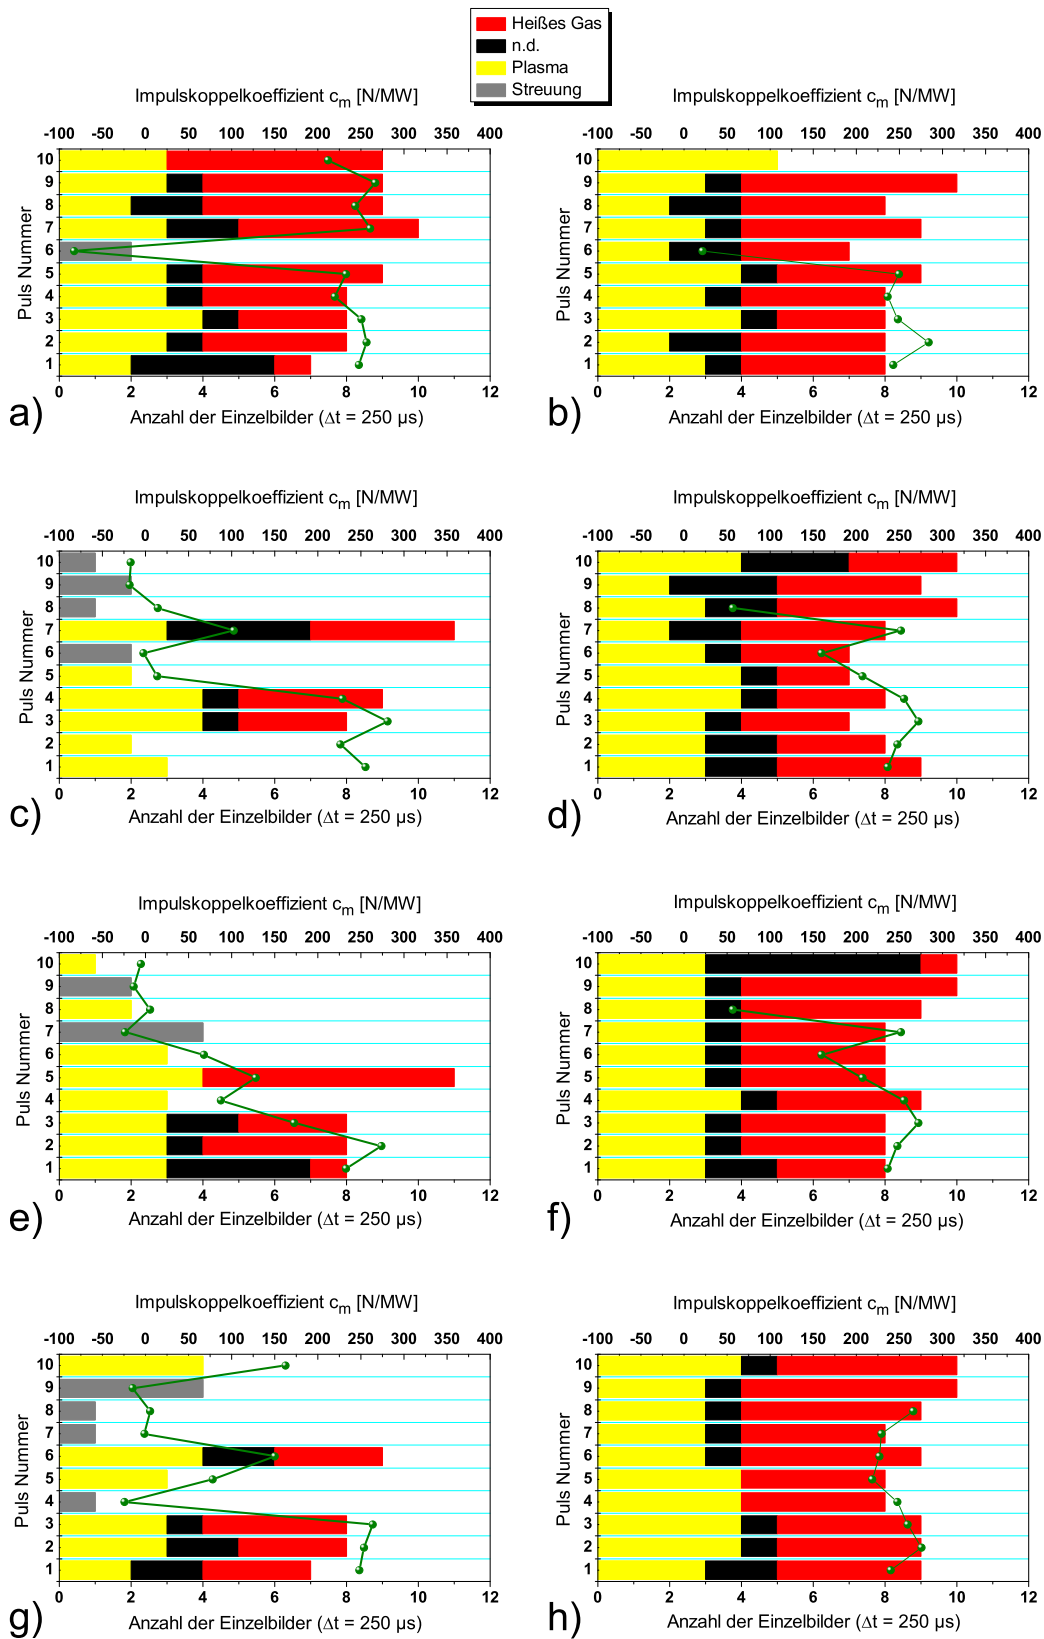 Heißes Gas
n.d.
Plasma
Streuung
Impulskoppelkoeffizient cm [N/MW]
-100 -50 0 50 100 150 200 250 300 350 400
10
9
8
7
6
5
4
3
2
1
Puls Nummer
0 2 4 6 8 10 12
Anzahl der Einzelbilder (Δt = 250 µs)
a)
Impulskoppelkoeffizient cm [N/MW]
-100 -50 0 50 100 150 200 250 300 350 400
10
9
8
7
6
5
4
3
2
1
Puls Nummer
0 2 4 6 8 10 12
Anzahl der Einzelbilder (Δt = 250 µs)
b)
Impulskoppelkoeffizient cm [N/MW]
-100 -50 0 50 100 150 200 250 300 350 400
10
9
8
7
6
5
4
3
2
1
Puls Nummer
0 2 4 6 8 10 12
Anzahl der Einzelbilder (Δt = 250 µs)
c)
Impulskoppelkoeffizient cm [N/MW]
-100 -50 0 50 100 150 200 250 300 350 400
10
9
8
7
6
5
4
3
2
1
Puls Nummer
0 2 4 6 8 10 12
Anzahl der Einzelbilder (Δt = 250 µs)
d)
Impulskoppelkoeffizient cm [N/MW]
-100 -50 0 50 100 150 200 250 300 350 400
10
9
8
7
6
5
4
3
2
1
Puls Nummer
0 2 4 6 8 10 12
Anzahl der Einzelbilder (Δt = 250 µs)
e)
Impulskoppelkoeffizient cm [N/MW]
-100 -50 0 50 100 150 200 250 300 350 400
10
9
8
7
6
5
4
3
2
1
Puls Nummer
0 2 4 6 8 10 12
Anzahl der Einzelbilder (Δt = 250 µs)
f)
Impulskoppelkoeffizient cm [N/MW]
-100 -50 0 50 100 150 200 250 300 350 400
10
9
8
7
6
5
4
3
2
1
Puls Nummer
0 2 4 6 8 10 12
Anzahl der Einzelbilder (Δt = 250 µs)
g)
Impulskoppelkoeffizient cm [N/MW]
-100 -50 0 50 100 150 200 250 300 350 400
10
9
8
7
6
5
4
3
2
1
Puls Nummer
0 2 4 6 8 10 12
Anzahl der Einzelbilder (Δt = 250 µs)
h)